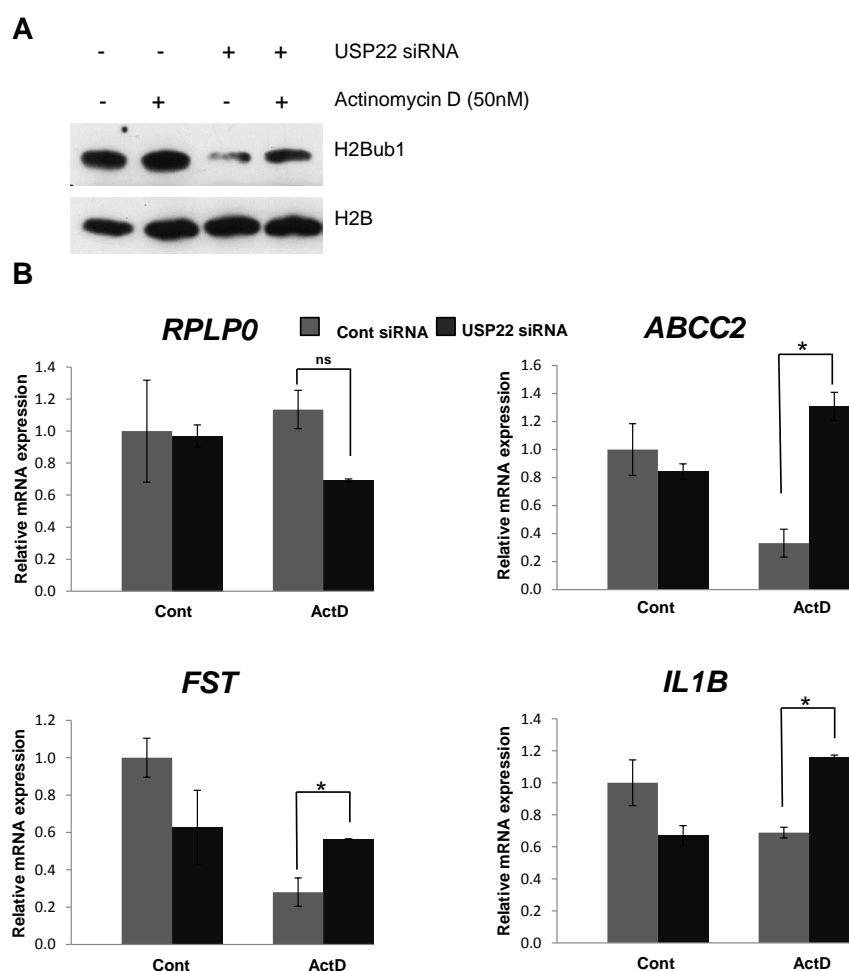 A
- - + + USP22 siRNA
- + - + Actinomycin D (50nM)
H2Bub1
H2B
B
RPLP0
Cont siRNA USP22 siRNA
ABCC2
Relative mRNA expression
1.4
1.2
1.0
0.8
0.6
0.4
0.2
0.0
ns
Cont ActD
Relative mRNA expression
1.6
1.4
1.2
1.0
0.8
0.6
0.4
0.2
0.0
*
Cont ActD
FST
Relative mRNA expression
1.2
1.0
0.8
0.6
0.4
0.2
0.0
*
Cont ActD
IL1B
Relative mRNA expression
1.6
1.4
1.2
1.0
0.8
0.6
0.4
0.2
0.0
*
Cont ActD